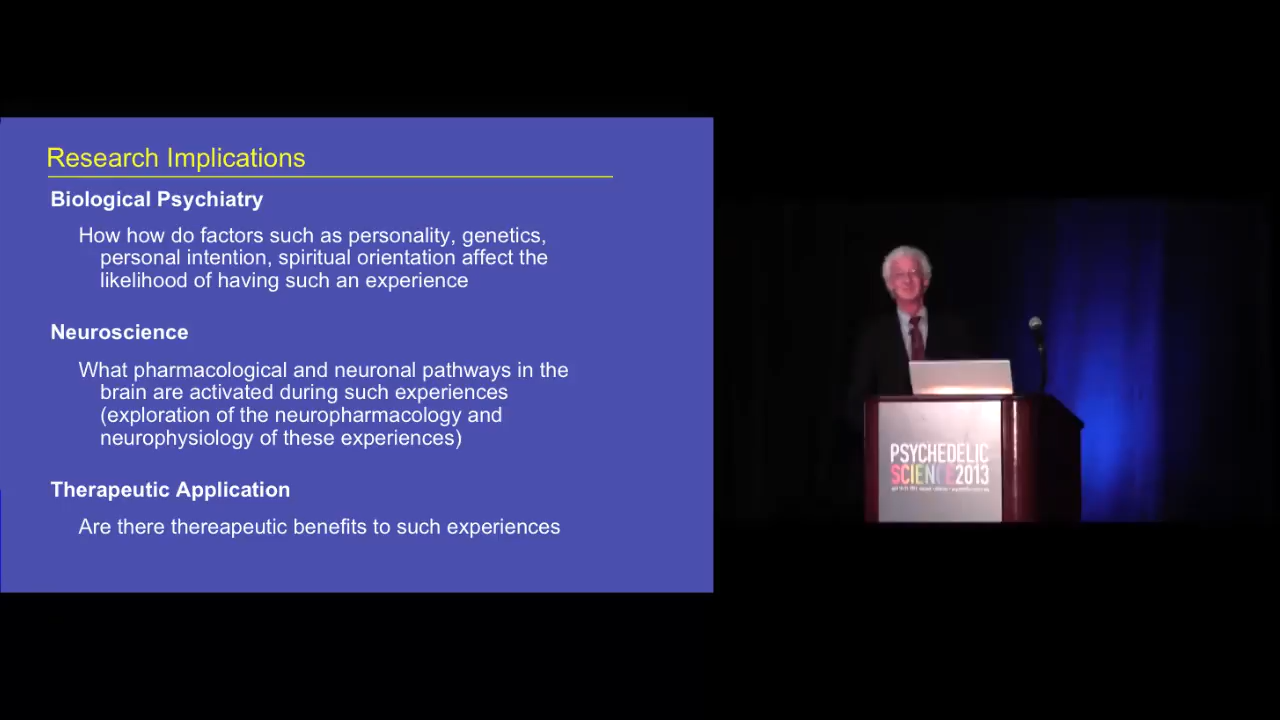 Research Implications
Biological Psychiatry
How how do factors such as personality, genetics,
personal intention, spiritual orientation affect the
likelihood of having such an experience
Neuroscience
What pharmacological and neuronal pathways in the
brain are activated during such experiences
(exploration of the neuropharmacology and
neurophysiology of these experiences)
Therapeutic Application
Are there thereapeutic benefits to such experiences
PSYCHEDELIC
SCIENCE2013